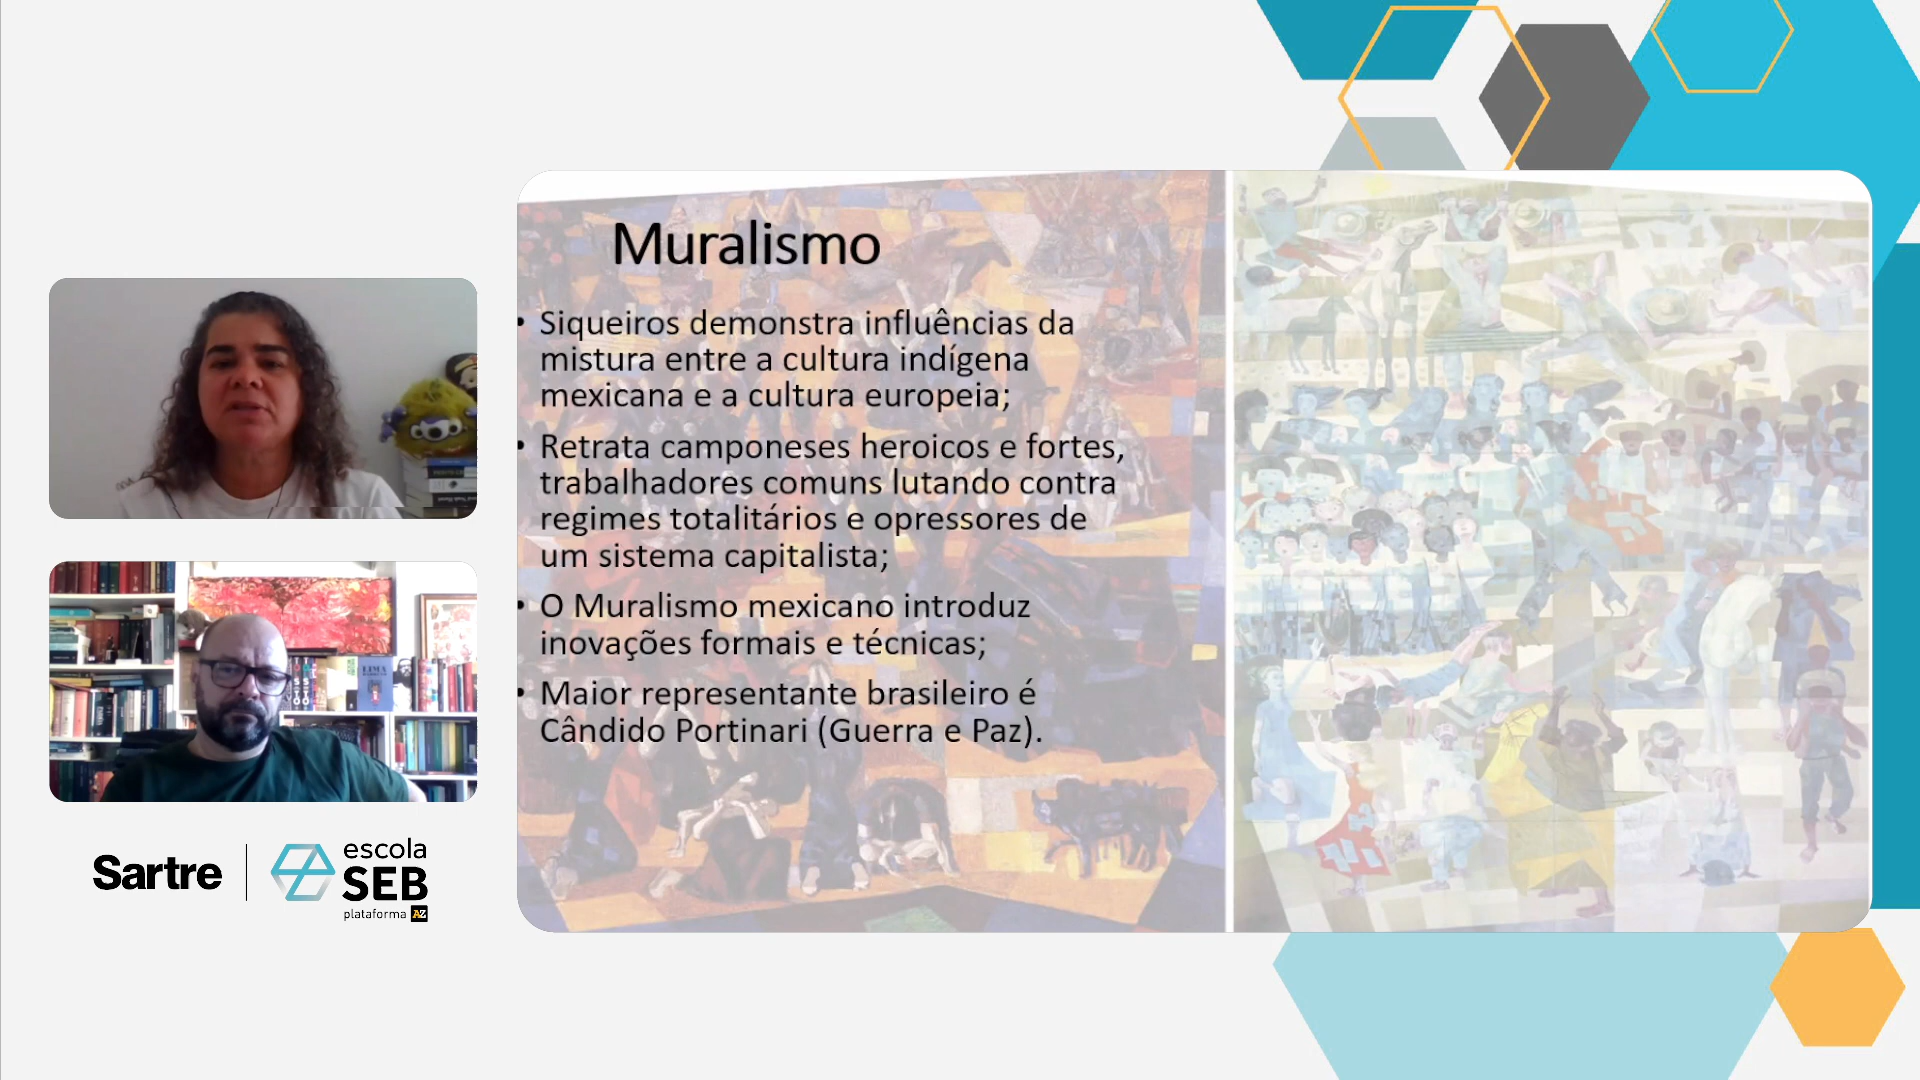 Muralismo
• Siqueiros demonstra influências da
mistura entre a cultura indígena
mexicana e a cultura europeia;
• Retrata camponeses heroicos e fortes,
trabalhadores comuns lutando contra
regimes totalitários e opressores de
um sistema capitalista;
• O Muralismo mexicano introduz
inovações formais e técnicas;
• Maior representante brasileiro é
Cândido Portinari (Guerra e Paz).
LIMA
Sartre
escola
SEB
plataforma AZ